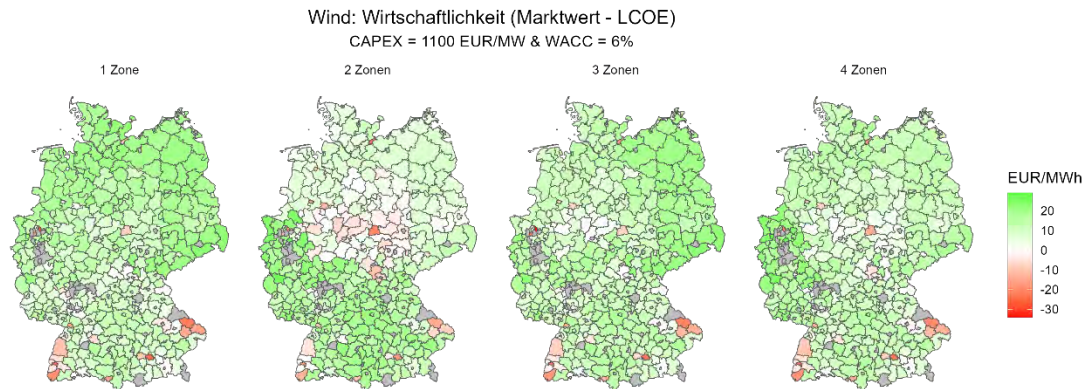 Wind: Wirtschaftlichkeit (Marktwert - LCOE)
CAPEX = 1100 EUR/MW & WACC = 6%
1 Zone
2 Zonen
3 Zonen
4 Zonen
EUR/MWh
20
10
0
-10
-20
-30